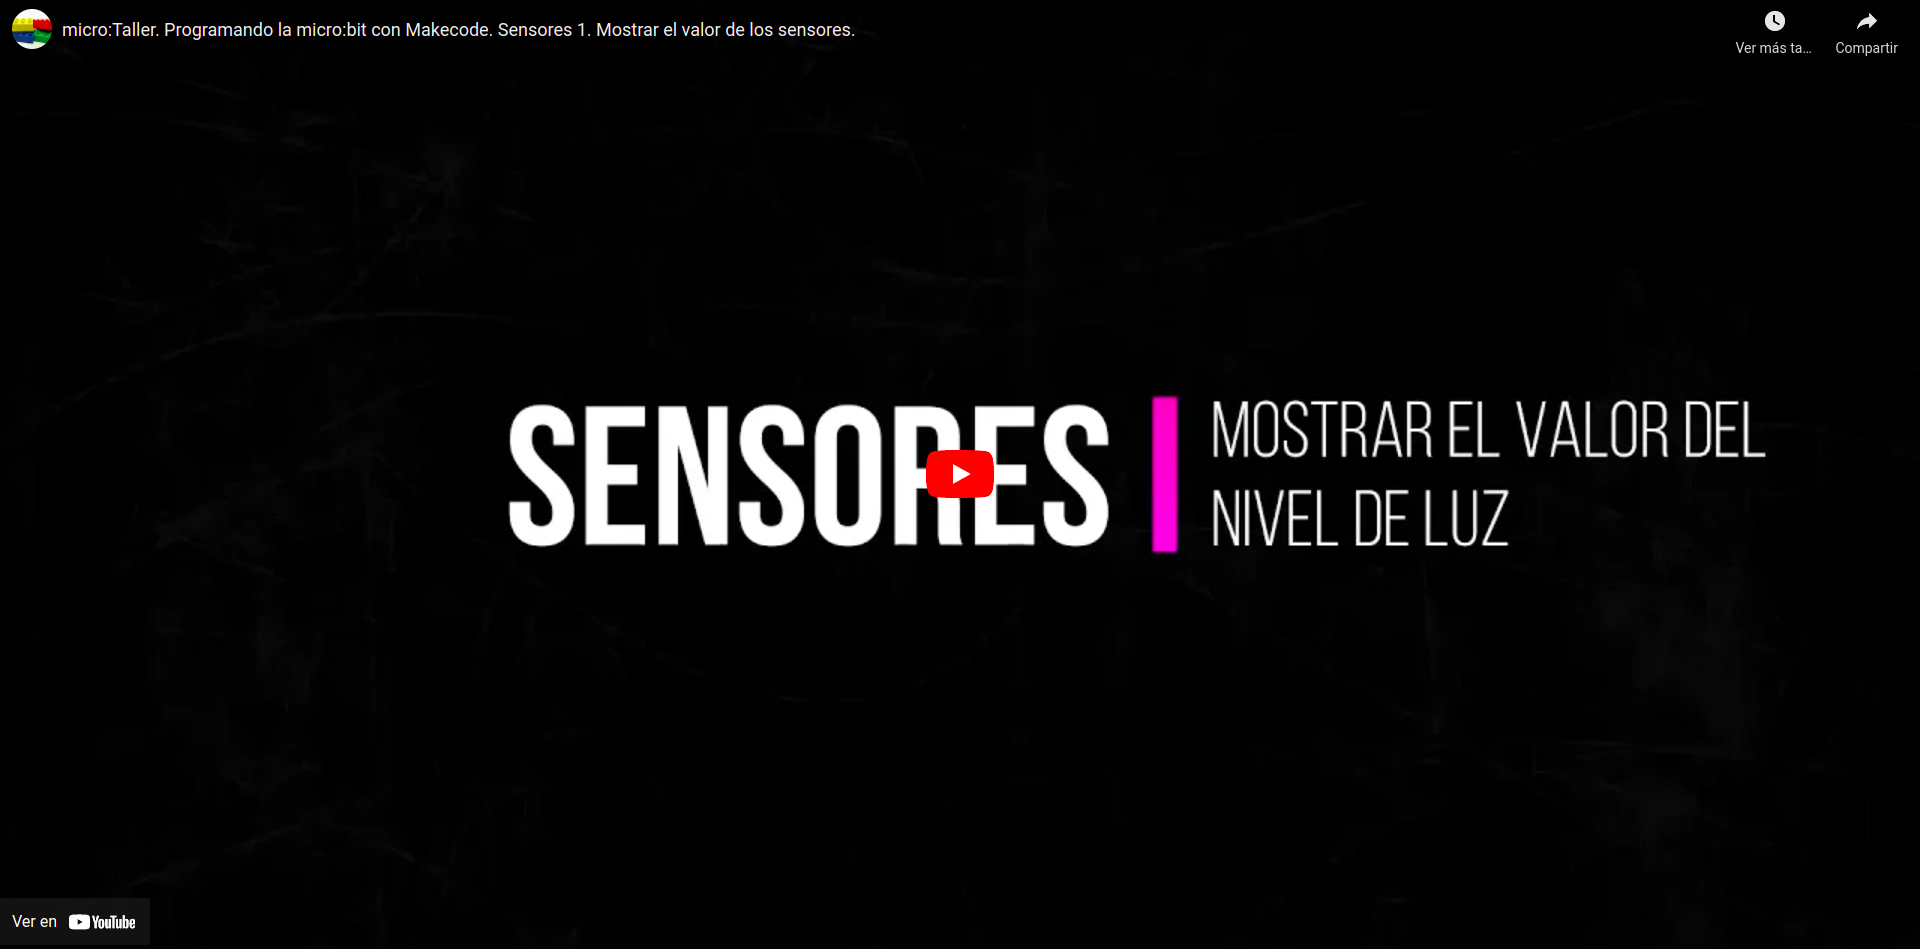 micro:Taller. Programando la micro:bit con Makecode. Sensores 1. Mostrar el valor de los sensores.
Ver más ta...
Compartir
SENSORES
MOSTRAR EL VALOR DEL
NIVEL DE LUZ
Ver en YouTube